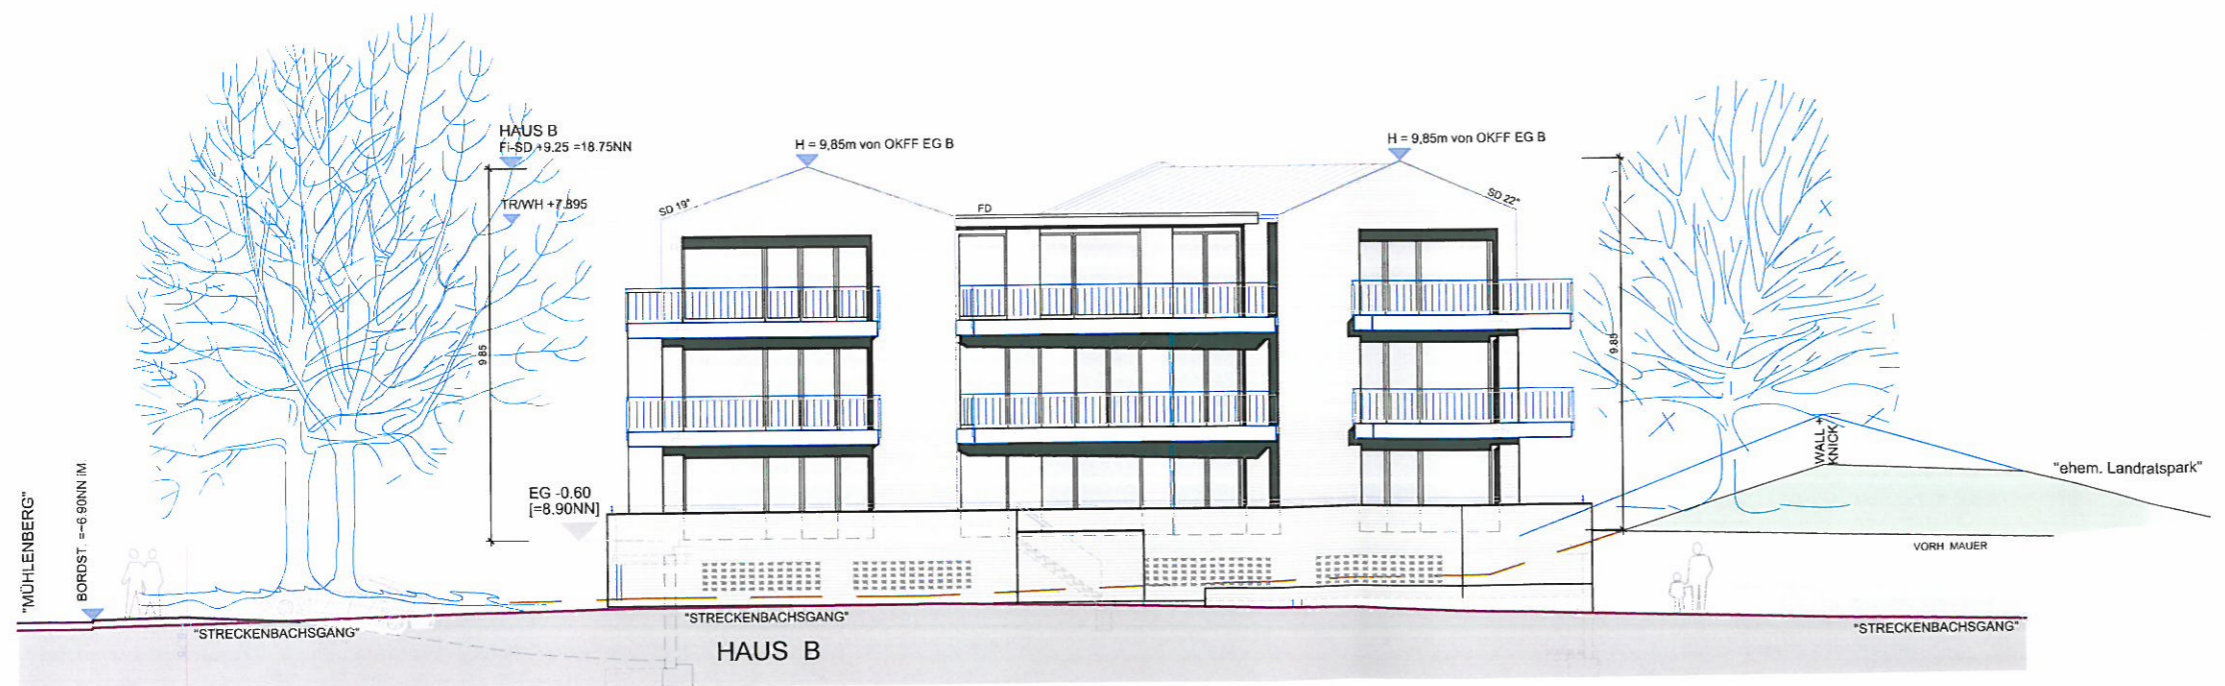 HAUS B
Fi-SD +9.25 =18.75NN
H = 9,85m von OKFF EG B
H = 9,85m von OKFF EG B
TR/WH +7.895
SD 19°
FD
SD 22°
9.85
9.85
WALL +
KNICK
"ehem. Landratspark"
EG -0.60
[=8.90NN]
"MÜHLENBERG"
BORDST. =-6.90NN iM
VORH MAUER
"STRECKENBACHSGANG"
"STRECKENBACHSGANG"
"STRECKENBACHSGANG"
HAUS B